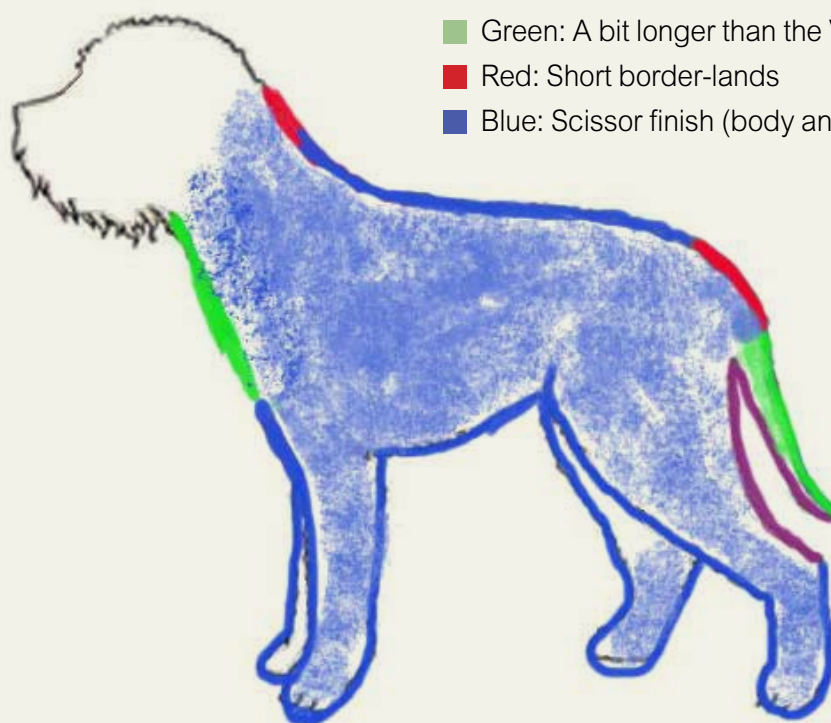 Green: A bit longer than the
Red: Short border-lands
Blue: Scissor finish (body an